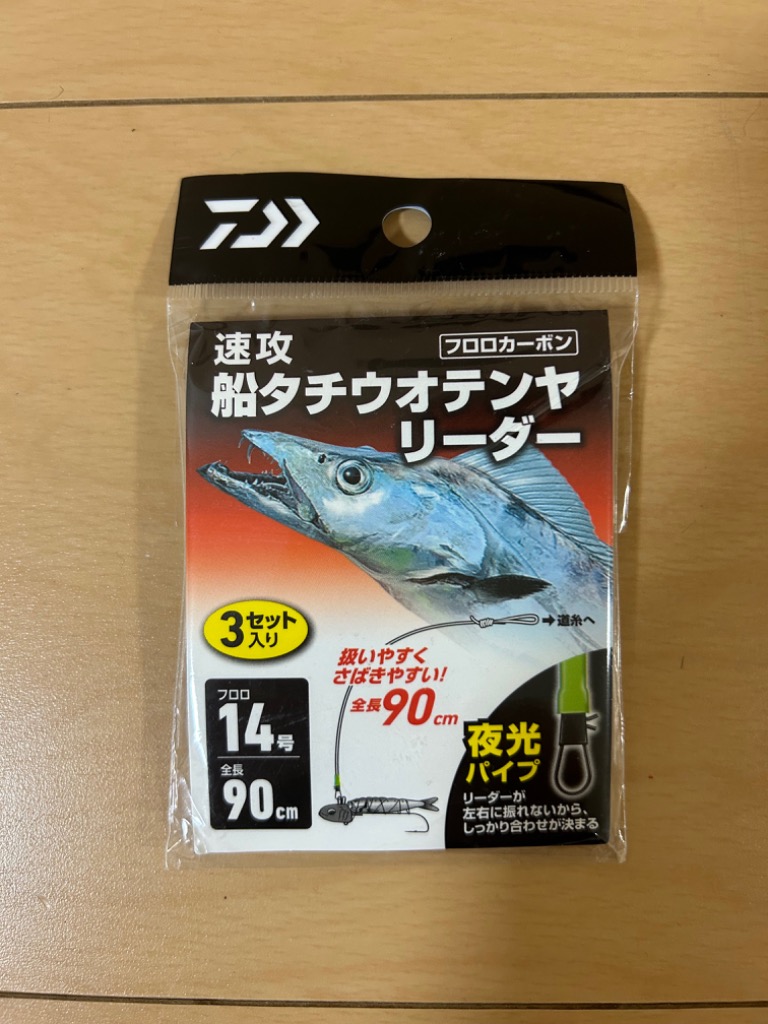 速攻
フロロカーボン
船タチウオテンヤ
リーダー
3セット
入り
→道糸へ
扱いやすく
さばきやすい!
全長90cm
フロロ
14号
全長
90cm
夜光
パイプ
リーダーが
左右に振れないから、
しっかり合わせが決まる